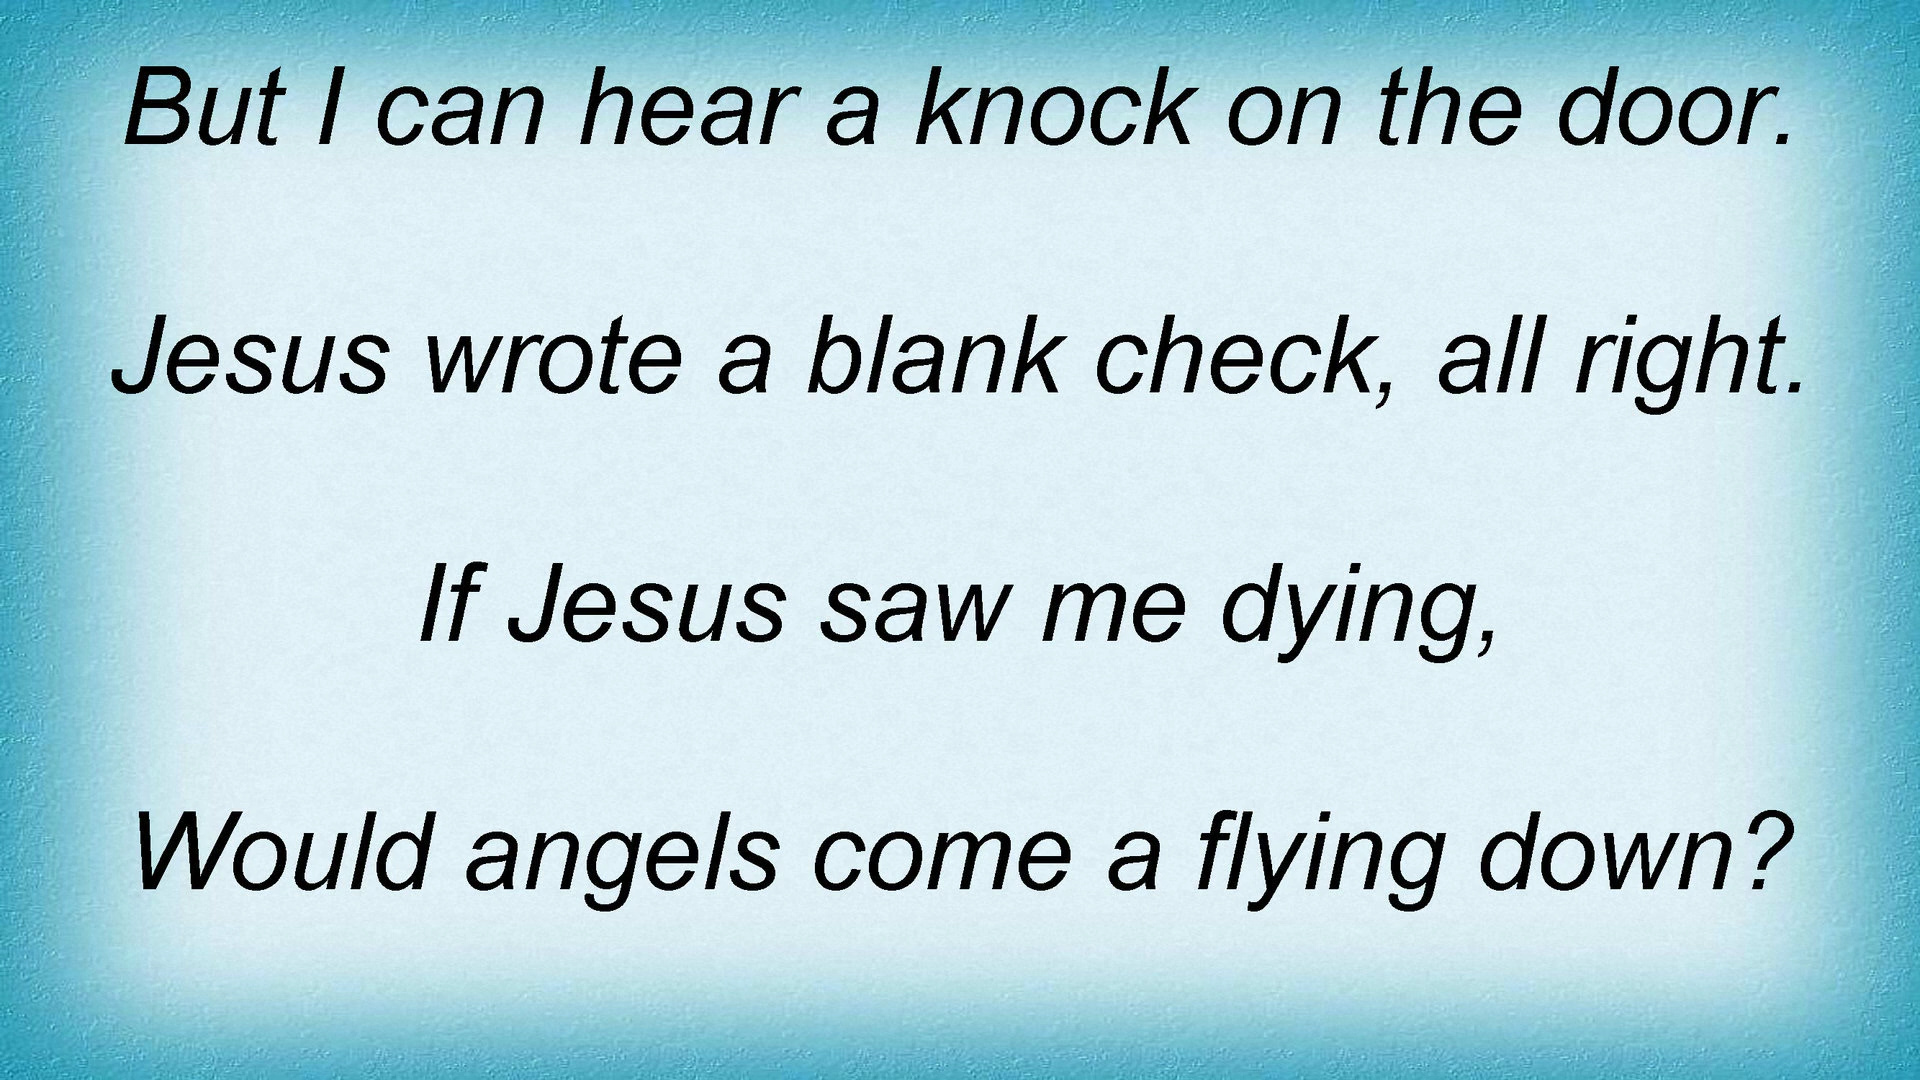 But I can hear a knock on the door.
Jesus wrote a blank check, all right.
If Jesus saw me dying,
Would angels come a flying down?